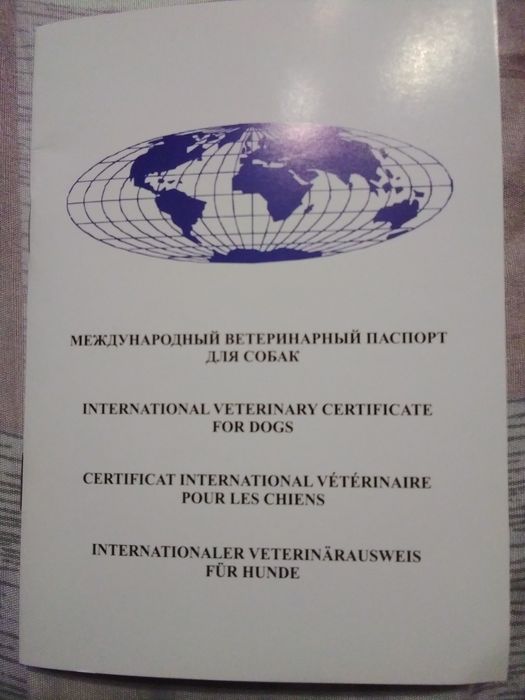 МЕЖДУНАРОДНЫЙ ВЕТЕРИНАРНЫЙ ПАСПОРТ
ДЛЯ СОБАК
INTERNATIONAL VETERINARY CERTIFICATE
FOR DOGS
CERTIFICAT INTERNATIONAL VÉTÉRINAIRE
POUR LES CHIENS
INTERNATIONALER VETERINÄRAUSWEIS
FÜR HUNDE